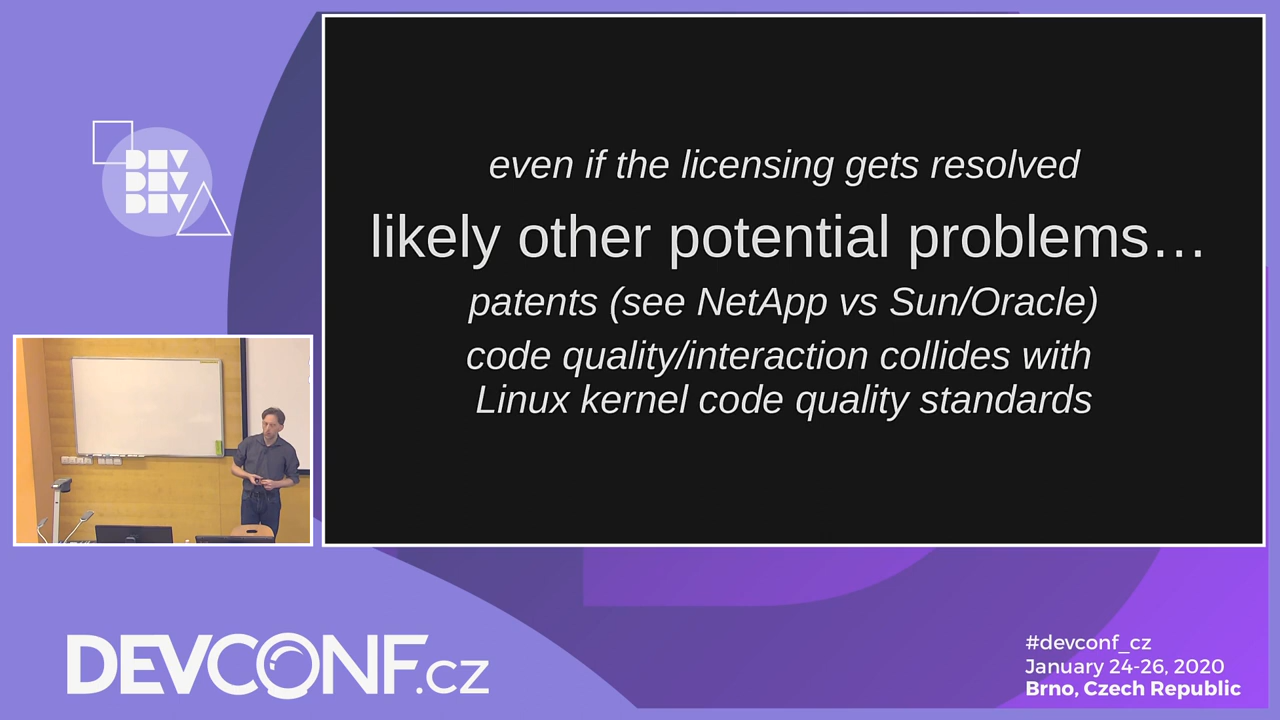 even if the licensing gets resolved
likely other potential problems…
patents (see NetApp vs Sun/Oracle)
code quality/interaction collides with
Linux kernel code quality standards
DEV
DEV
DEV
DEVCONF.CZ
#devconf_cz
January 24-26, 2020
Brno, Czech Republic